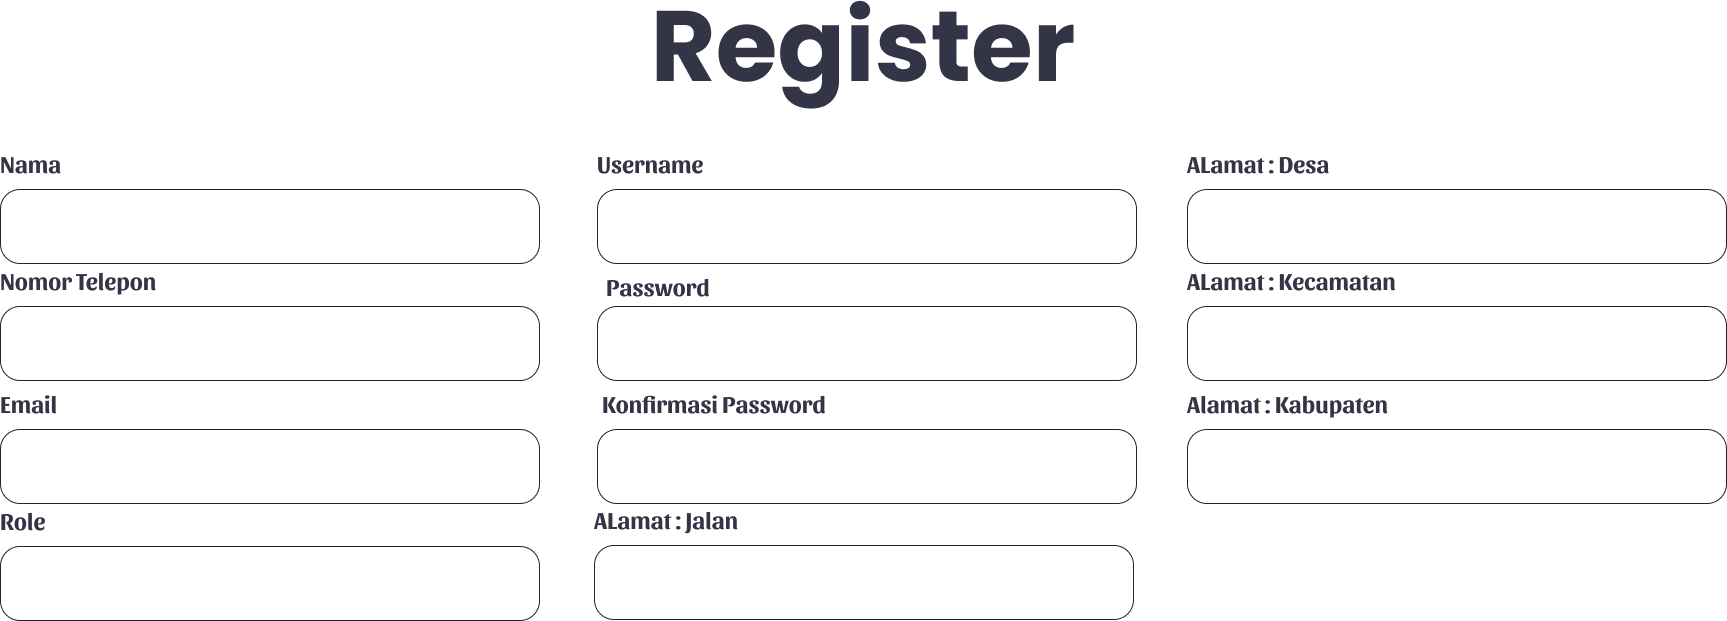 Register
Nama
Username
ALamat : Desa
Nomor Telepon
Password
ALamat : Kecamatan
Email
Konfirmasi Password
Alamat : Kabupaten
Role
ALamat : Jalan